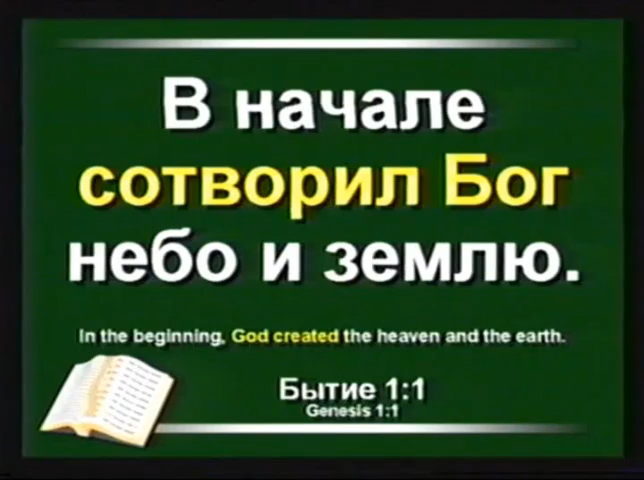 В начале
сотворил Бог
небо и землю.
In the beginning, God created the heaven and the earth.
Бытие 1:1
Genesis 1:1